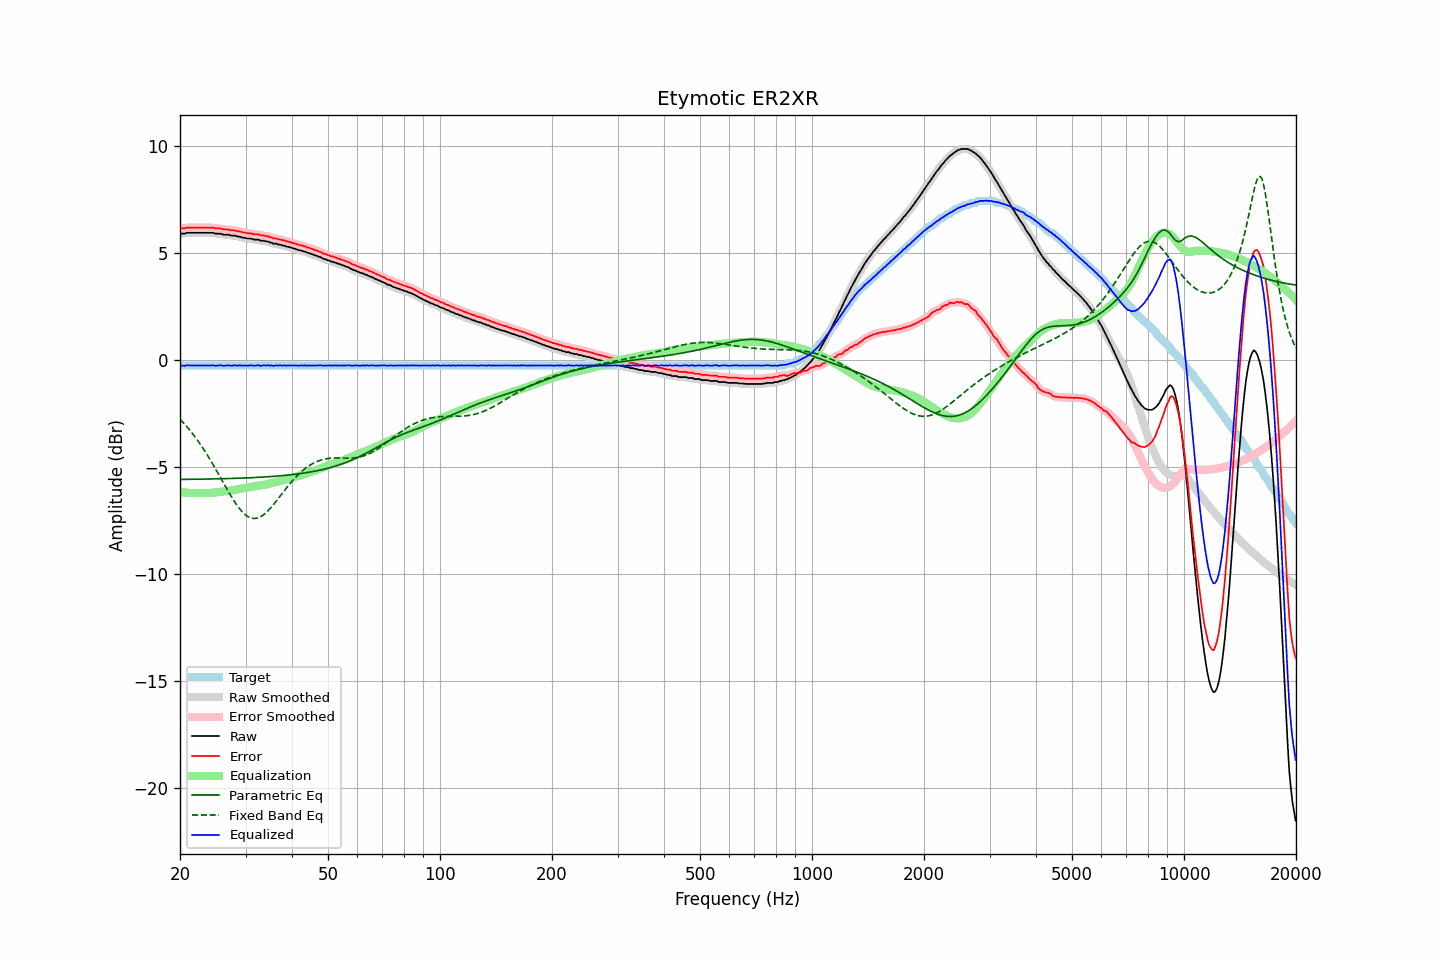 Etymotic ER2XR
Amplitude (dBr)
10
5
0
−5
−10
−15
−20
Target
Raw Smoothed
Error Smoothed
Raw
Error
Equalization
Parametric Eq
Fixed Band Eq
Equalized
20 50 100 200 500 1000 2000 5000 10000 20000
Frequency (Hz)